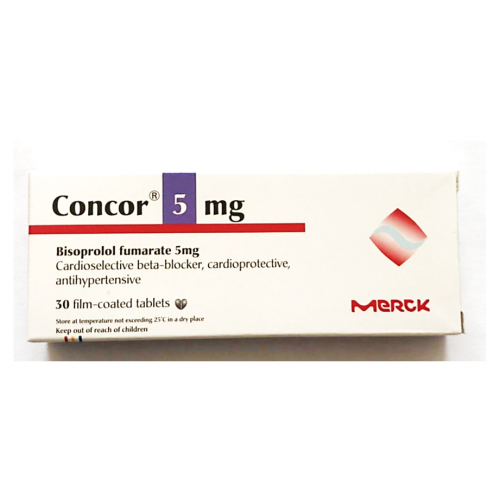 Concor® 5 mg
Bisoprolol fumarate 5mg
Cardioselective beta-blocker, cardioprotective,
antihypertensive
30 film-coated tablets
Store at temperature not exceeding 25°C in a dry place
Keep out of reach of children
MERCK